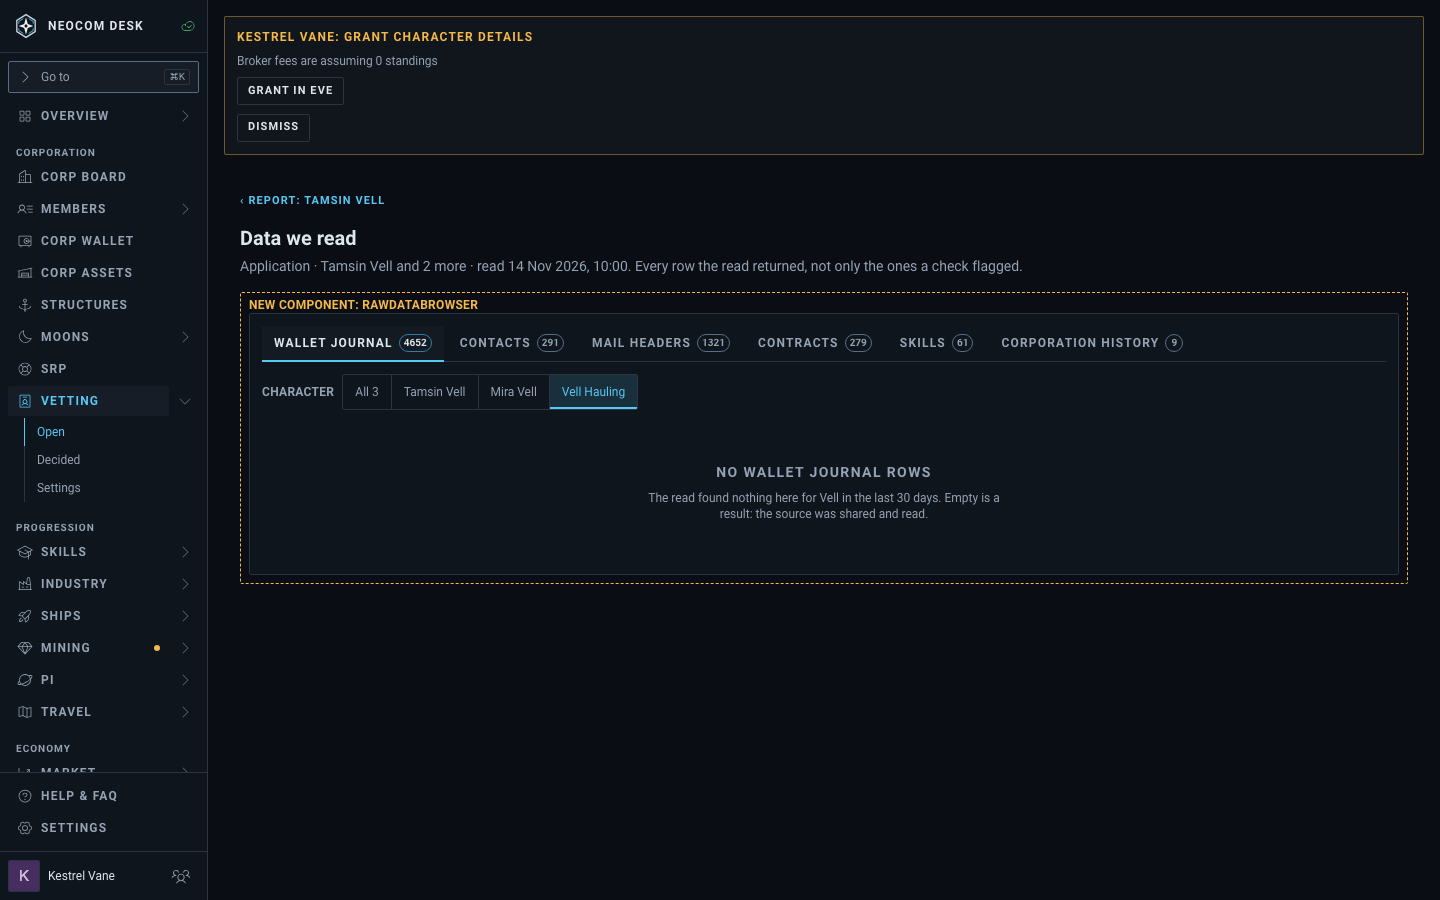 NEOCOM DESK
Go to
⌘K
OVERVIEW
CORPORATION
CORP BOARD
MEMBERS
CORP WALLET
CORP ASSETS
STRUCTURES
MOONS
SRP
VETTING
Open
Decided
Settings
PROGRESSION
SKILLS
INDUSTRY
SHIPS
MINING
PI
TRAVEL
ECONOMY
MARKET
HELP & FAQ
SETTINGS
K
Kestrel Vane
KESTREL VANE: GRANT CHARACTER DETAILS
Broker fees are assuming 0 standings
GRANT IN EVE
DISMISS
‹ REPORT: TAMSIN VELL
Data we read
Application · Tamsin Vell and 2 more · read 14 Nov 2026, 10:00. Every row the read returned, not only the ones a check flagged.
NEW COMPONENT: RAWDATABROWSER
WALLET JOURNAL 4652 CONTACTS 291 MAIL HEADERS 1321 CONTRACTS 279 SKILLS 61 CORPORATION HISTORY 9
CHARACTER All 3 Tamsin Vell Mira Vell Vell Hauling
NO WALLET JOURNAL ROWS
The read found nothing here for Vell in the last 30 days. Empty is a
result: the source was shared and read.